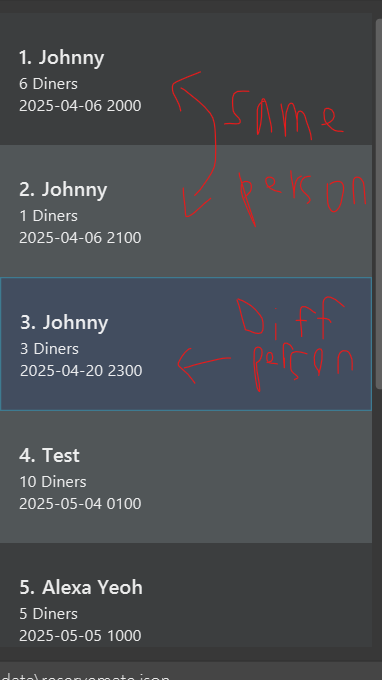 1. Johnny
6 Diners
2025-04-06 2000
Same
2. Johnny
1 Diners
2025-04-06 2100
person
3. Johnny
3 Diners
2025-04-20 2300
Diff
person
4. Test
10 Diners
2025-05-04 0100
5. Alexa Yeoh
5 Diners
2025-05-05 1000
data\reservemate.json